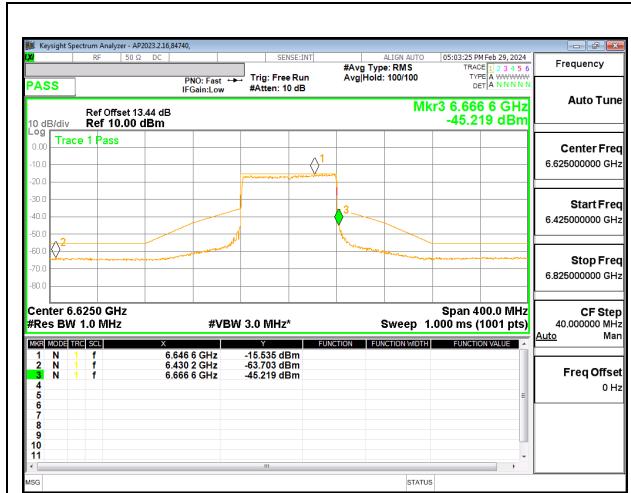 Keysight Spectrum Analyzer - AP2023.2.16,84740,
RF 50 Ω DC SENSE:INT ALIGN AUTO 05:03:25 PM Feb 29, 2024
PASS
PNO: Fast
IFGain:Low
Trig: Free Run
#Atten: 10 dB
#Avg Type: RMS
Avg|Hold: 100/100
TRACE 1 2 3 4 5 6
TYPE A WWWWW
DET A N N N N N
Mkr3 6.666 6 GHz
-45.219 dBm
Ref Offset 13.44 dB
10 dB/div Ref 10.00 dBm
Log
Trace 1 Pass
0.00
-10.0
-20.0
-30.0
-40.0
-50.0
-60.0
-70.0
-80.0
1
2
3
Center 6.6250 GHz Span 400.0 MHz
#Res BW 1.0 MHz #VBW 3.0 MHz* Sweep 1.000 ms (1001 pts)
MKR MODE TRC SCL X Y FUNCTION FUNCTION WIDTH FUNCTION VALUE
1 N 1 f 6.646 6 GHz -15.535 dBm
2 N 1 f 6.430 2 GHz -63.703 dBm
3 N 1 f 6.666 6 GHz -45.219 dBm
4
5
6
7
8
9
10
11
MSG STATUS
Frequency
Auto Tune
Center Freq
6.625000000 GHz
Start Freq
6.425000000 GHz
Stop Freq
6.825000000 GHz
CF Step
40.000000 MHz
Auto Man
Freq Offset
0 Hz